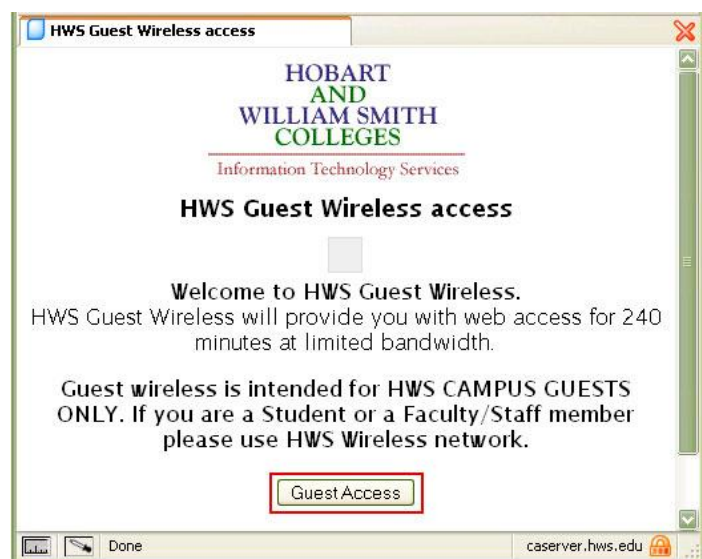 HWS Guest Wireless access
HOBART
AND
WILLIAM SMITH
COLLEGES
Information Technology Services
HWS Guest Wireless access
Welcome to HWS Guest Wireless.
HWS Guest Wireless will provide you with web access for 240
minutes at limited bandwidth.
Guest wireless is intended for HWS CAMPUS GUESTS
ONLY. If you are a Student or a Faculty/Staff member
please use HWS Wireless network.
Guest Access
Done
caserver.hws.edu